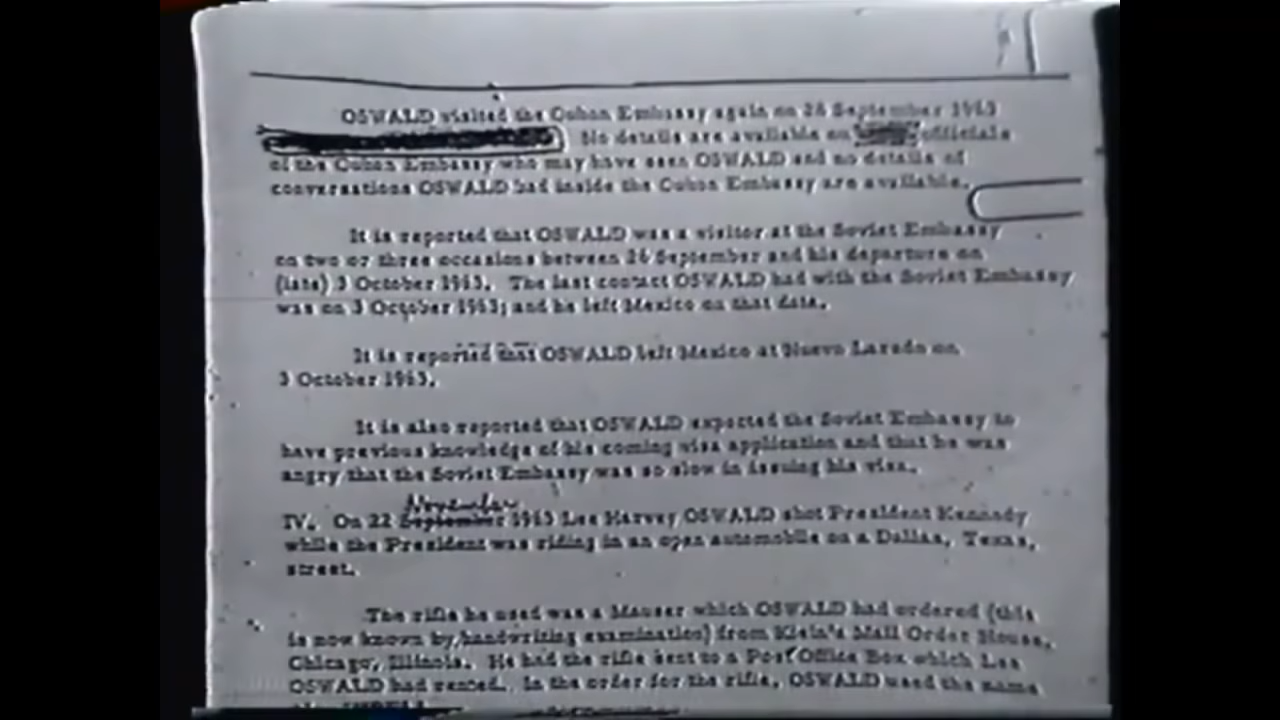 OSWALD visited the Cuban Embassy again on 26 September 1963
No details are available on officials
of the Cuban Embassy who may have seen OSWALD and no details of
conversations OSWALD had inside the Cuban Embassy are available.
It is reported that OSWALD was a visitor at the Soviet Embassy
on two or three occasions between 26 September and his departure on
(late) 3 October 1963. The last contact OSWALD had with the Soviet Embassy
was on 3 October 1963; and he left Mexico on that date.
It is reported that OSWALD left Mexico at Nuevo Laredo on
3 October 1963.
It is also reported that OSWALD expected the Soviet Embassy to
have previous knowledge of his coming visa application and that he was
angry that the Soviet Embassy was so slow in issuing his visa.
November
IV. On 22 September 1963 Lee Harvey OSWALD shot President Kennedy
while the President was riding in an open automobile on a Dallas, Texas,
street.
The rifle he used was a Mauser which OSWALD had ordered (this
is now known by handwriting examination) from Klein's Mail Order House,
Chicago, Illinois. He had the rifle sent to a Post Office Box which Lee
OSWALD had rented. In the order for the rifle, OSWALD used the name